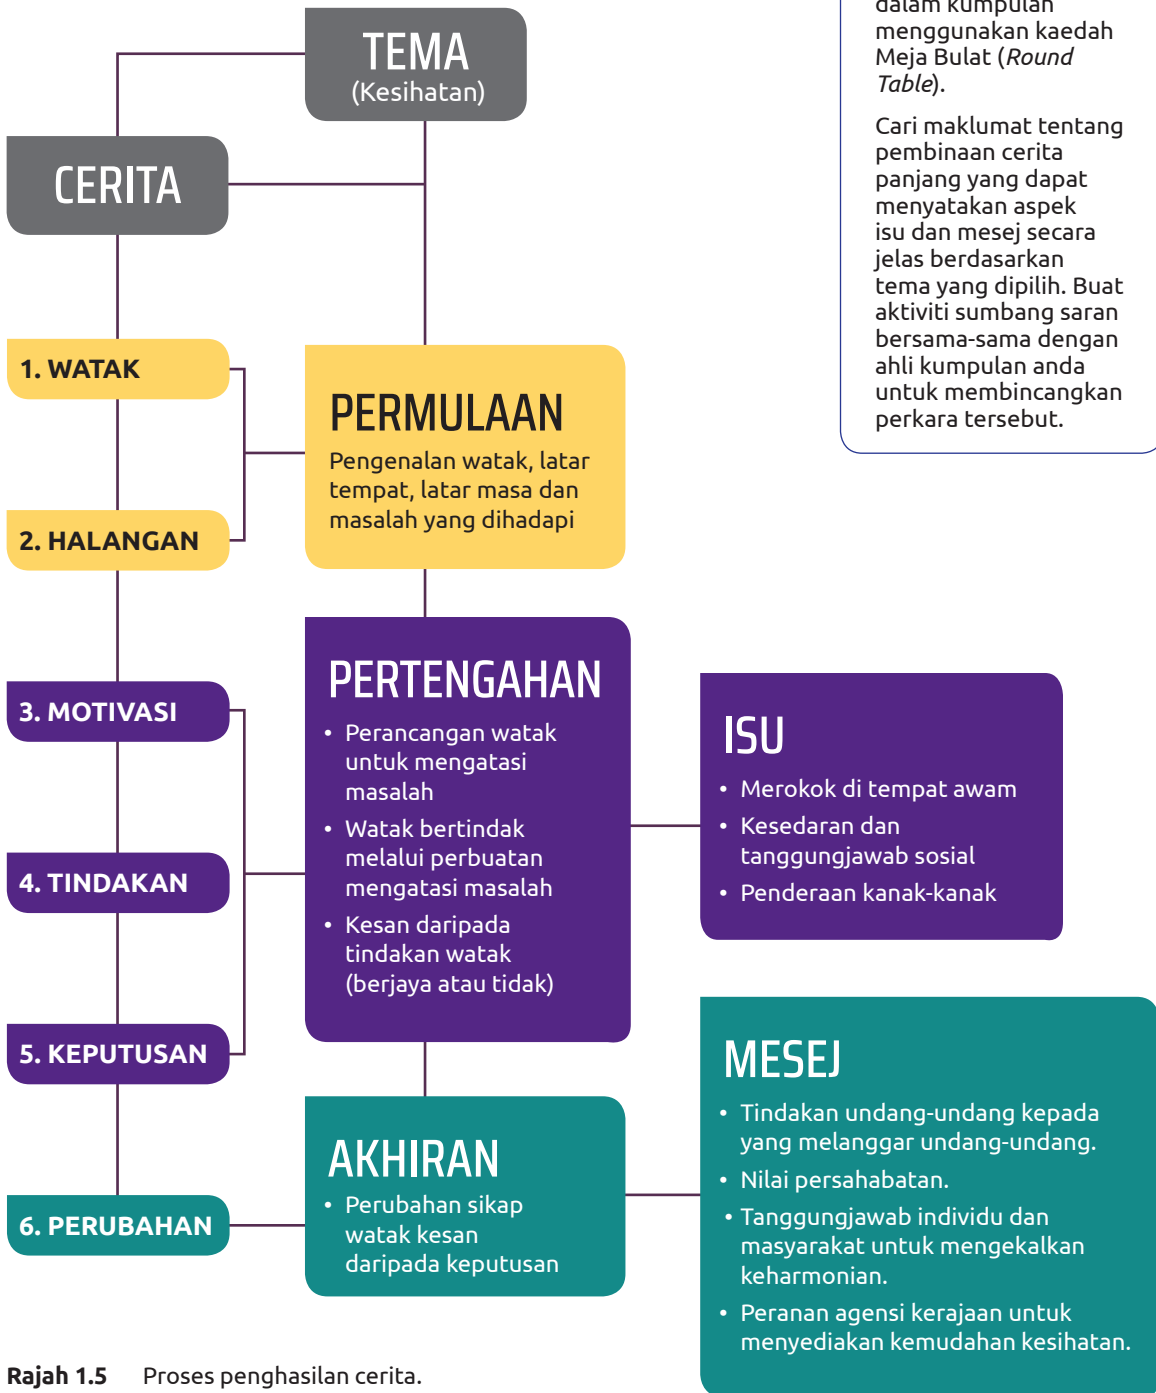 TEMA
(Kesihatan)
CERITA
1. WATAK
2. HALANGAN
PERMULAAN
Pengenalan watak, latar
tempat, latar masa dan
masalah yang dihadapi
3. MOTIVASI
4. TINDAKAN
5. KEPUTUSAN
PERTENGAHAN
• Perancangan watak
untuk mengatasi
masalah
• Watak bertindak
melalui perbuatan
mengatasi masalah
• Kesan daripada
tindakan watak
(berjaya atau tidak)
ISU
• Merokok di tempat awam
• Kesedaran dan
tanggungjawab sosial
• Penderaan kanak-kanak
6. PERUBAHAN
AKHIRAN
• Perubahan sikap
watak kesan
daripada keputusan
MESEJ
• Tindakan undang-undang kepada
yang melanggar undang-undang.
• Nilai persahabatan.
• Tanggungjawab individu dan
masyarakat untuk mengekalkan
keharmonian.
• Peranan agensi kerajaan untuk
menyediakan kemudahan kesihatan.
dalam kumpulan
menggunakan kaedah
Meja Bulat (Round
Table).
Cari maklumat tentang
pembinaan cerita
panjang yang dapat
menyatakan aspek
isu dan mesej secara
jelas berdasarkan
tema yang dipilih. Buat
aktiviti sumbang saran
bersama-sama dengan
ahli kumpulan anda
untuk membincangkan
perkara tersebut.
Rajah 1.5 Proses penghasilan cerita.